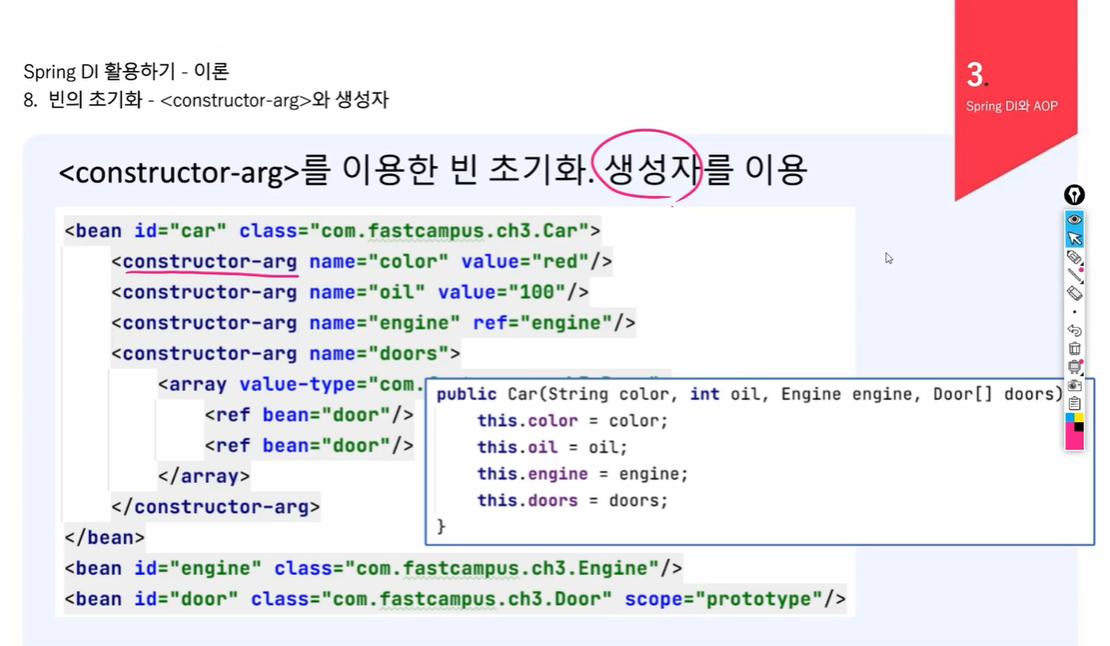 Spring DI 활용하기 - 이론
8. 빈의 초기화 - <constructor-arg>와 생성자
3.
Spring DI와 AOP
<constructor-arg>를 이용한 빈 초기화. 생성자를 이용
<bean id="car" class="com.fastcampus.ch3.Car">
<constructor-arg name="color" value="red"/>
<constructor-arg name="oil" value="100"/>
<constructor-arg name="engine" ref="engine"/>
<constructor-arg name="doors">
<array value-type="com.
<ref bean="door"/>
<ref bean="door"/>
</array>
</constructor-arg>
</bean>
<bean id="engine" class="com.fastcampus.ch3.Engine"/>
<bean id="door" class="com.fastcampus.ch3.Door" scope="prototype"/>
public Car(String color, int oil, Engine engine, Door[] doors)
this.color = color;
this.oil = oil;
this.engine = engine;
this.doors = doors;
}